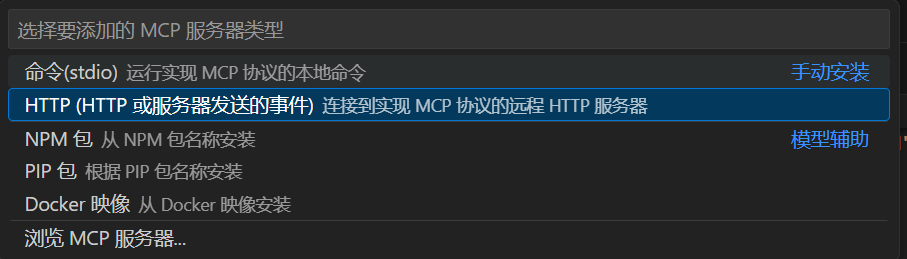 选择要添加的 MCP 服务器类型
命令(stdio) 运行实现 MCP 协议的本地命令 手动安装
HTTP (HTTP 或服务器发送的事件) 连接到实现 MCP 协议的远程 HTTP 服务器
NPM 包 从 NPM 包名称安装 模型辅助
PIP 包 根据 PIP 包名称安装
Docker 映像 从 Docker 映像安装
浏览 MCP 服务器...